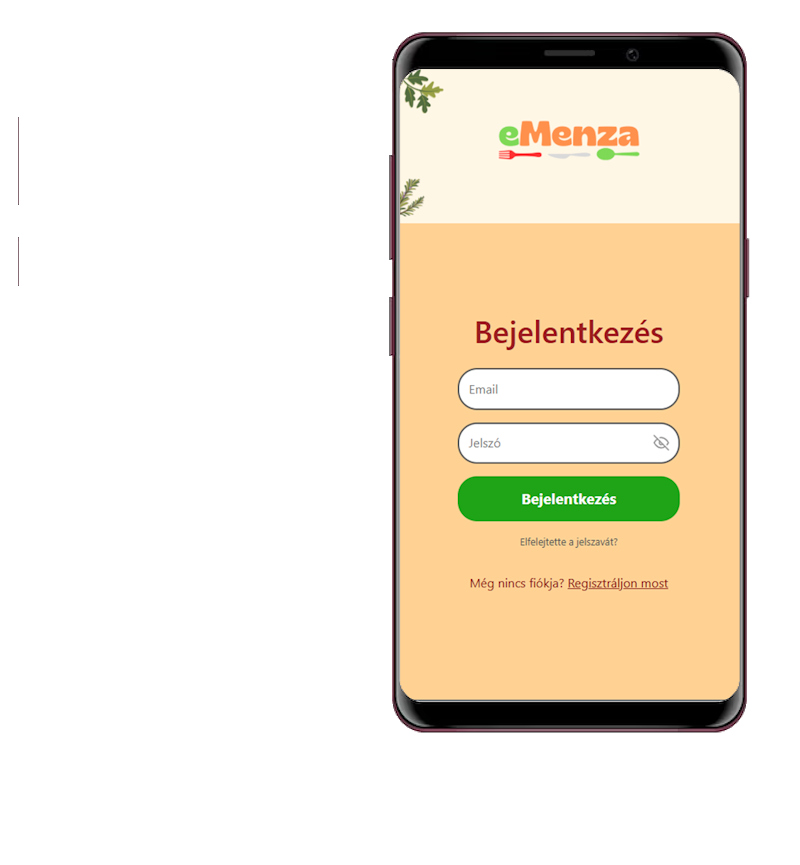 eMenza
Bejelentkezés
Email
Jelszó
Bejelentkezés
Elfelejtette a jelszavát?
Még nincs fiókja? Regisztráljon most